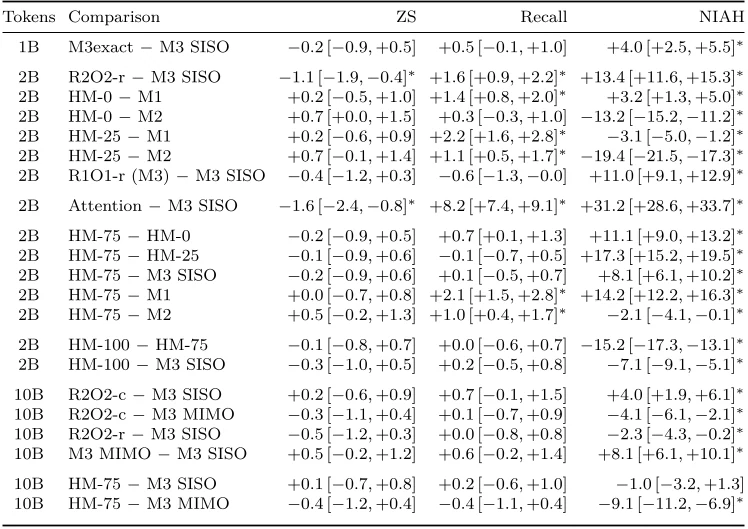 Tokens Comparison ZS Recall NIAH
1B M3exact − M3 SISO −0.2 [−0.9, +0.5] +0.5 [−0.1, +1.0] +4.0 [+2.5, +5.5]*
2B R2O2-r − M3 SISO −1.1 [−1.9, −0.4]* +1.6 [+0.9, +2.2]* +13.4 [+11.6, +15.3]*
2B HM-0 − M1 +0.2 [−0.5, +1.0] +1.4 [+0.8, +2.0]* +3.2 [+1.3, +5.0]*
2B HM-0 − M2 +0.7 [+0.0, +1.5] +0.3 [−0.3, +1.0] −13.2 [−15.2, −11.2]*
2B HM-25 − M1 +0.2 [−0.6, +0.9] +2.2 [+1.6, +2.8]* −3.1 [−5.0, −1.2]*
2B HM-25 − M2 +0.7 [−0.1, +1.4] +1.1 [+0.5, +1.7]* −19.4 [−21.5, −17.3]*
2B R1O1-r (M3) − M3 SISO −0.4 [−1.2, +0.3] −0.6 [−1.3, −0.0] +11.0 [+9.1, +12.9]*
2B Attention − M3 SISO −1.6 [−2.4, −0.8]* +8.2 [+7.4, +9.1]* +31.2 [+28.6, +33.7]*
2B HM-75 − HM-0 −0.2 [−0.9, +0.5] +0.7 [+0.1, +1.3] +11.1 [+9.0, +13.2]*
2B HM-75 − HM-25 −0.1 [−0.9, +0.6] −0.1 [−0.7, +0.5] +17.3 [+15.2, +19.5]*
2B HM-75 − M3 SISO −0.2 [−0.9, +0.6] +0.1 [−0.5, +0.7] +8.1 [+6.1, +10.2]*
2B HM-75 − M1 +0.0 [−0.7, +0.8] +2.1 [+1.5, +2.8]* +14.2 [+12.2, +16.3]*
2B HM-75 − M2 +0.5 [−0.2, +1.3] +1.0 [+0.4, +1.7]* −2.1 [−4.1, −0.1]*
2B HM-100 − HM-75 −0.1 [−0.8, +0.7] +0.0 [−0.6, +0.7] −15.2 [−17.3, −13.1]*
2B HM-100 − M3 SISO −0.3 [−1.0, +0.5] +0.2 [−0.5, +0.8] −7.1 [−9.1, −5.1]*
10B R2O2-c − M3 SISO +0.2 [−0.6, +0.9] +0.7 [−0.1, +1.5] +4.0 [+1.9, +6.1]*
10B R2O2-c − M3 MIMO −0.3 [−1.1, +0.4] +0.1 [−0.7, +0.9] −4.1 [−6.1, −2.1]*
10B R2O2-r − M3 SISO −0.5 [−1.2, +0.3] +0.0 [−0.8, +0.8] −2.3 [−4.3, −0.2]*
10B M3 MIMO − M3 SISO +0.5 [−0.2, +1.2] +0.6 [−0.2, +1.4] +8.1 [+6.1, +10.1]*
10B HM-75 − M3 SISO +0.1 [−0.7, +0.8] +0.2 [−0.6, +1.0] −1.0 [−3.2, +1.3]
10B HM-75 − M3 MIMO −0.4 [−1.2, +0.4] −0.4 [−1.1, +0.4] −9.1 [−11.2, −6.9]*